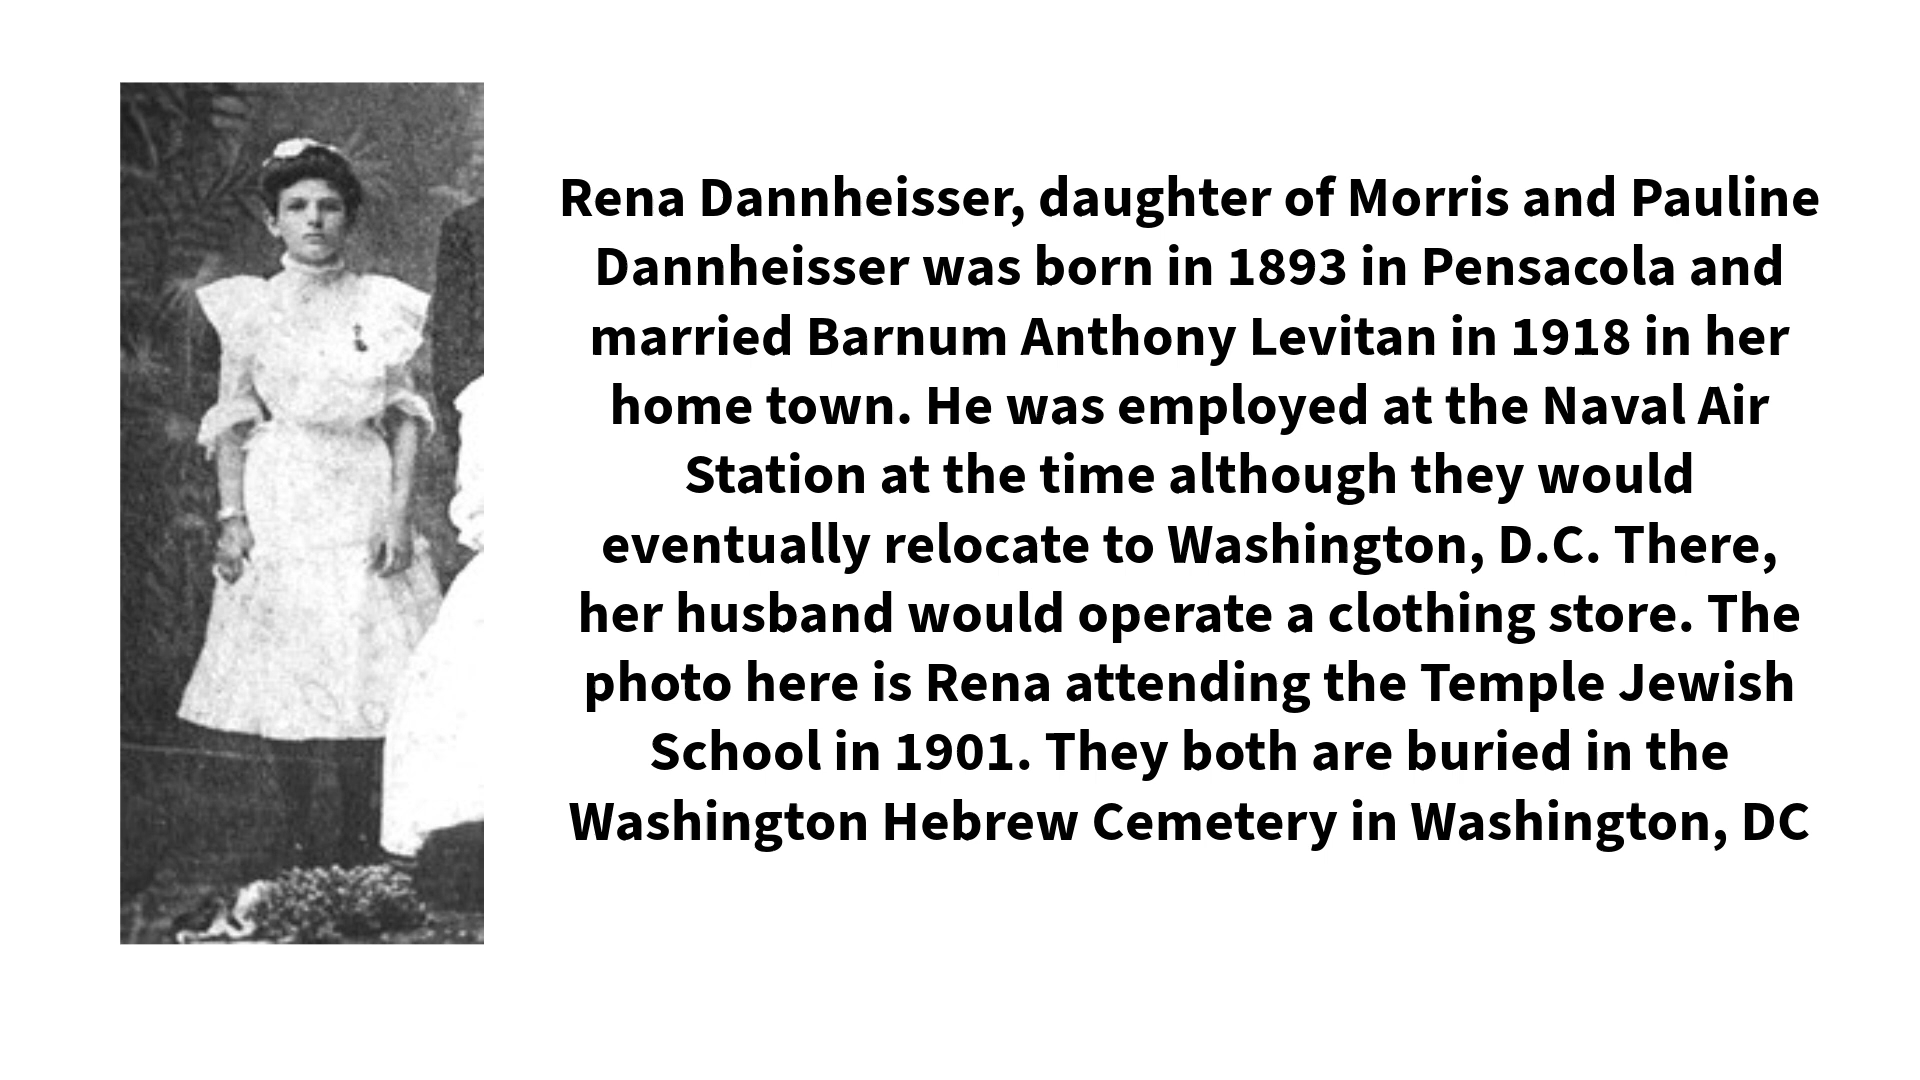 Rena Dannheisser, daughter of Morris and Pauline
Dannheisser was born in 1893 in Pensacola and
married Barnum Anthony Levitan in 1918 in her
home town. He was employed at the Naval Air
Station at the time although they would
eventually relocate to Washington, D.C. There,
her husband would operate a clothing store. The
photo here is Rena attending the Temple Jewish
School in 1901. They both are buried in the
Washington Hebrew Cemetery in Washington, DC